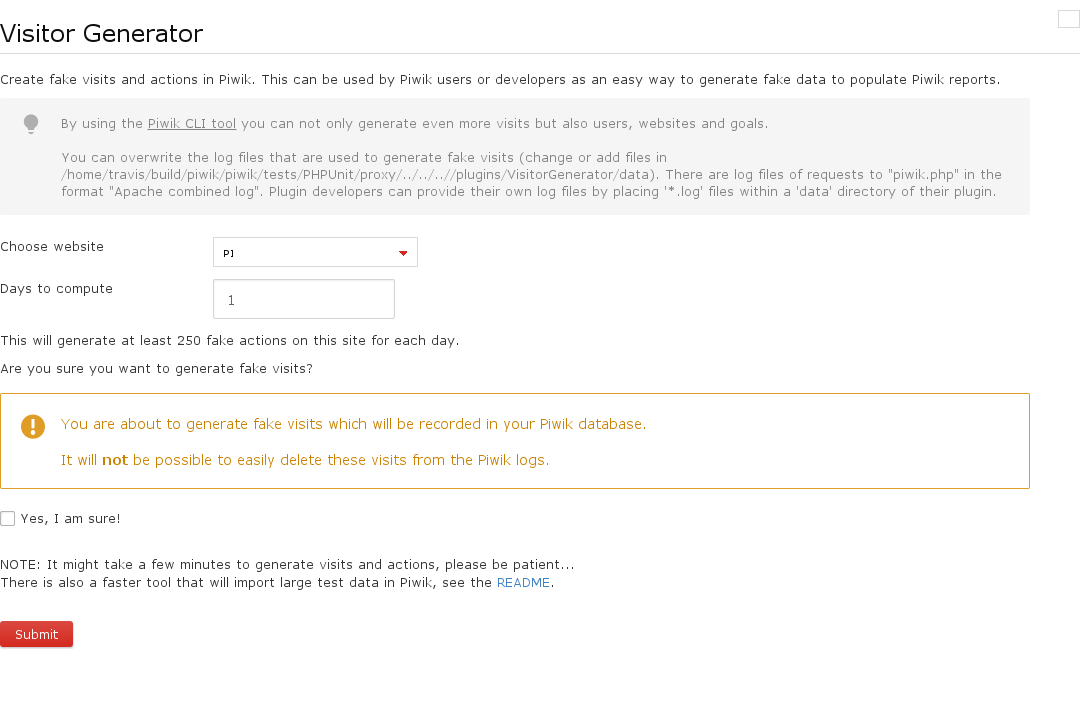 Visitor Generator
Create fake visits and actions in Piwik. This can be used by Piwik users or developers as an easy way to generate fake data to populate Piwik reports.
By using the Piwik CLI tool you can not only generate even more visits but also users, websites and goals.
You can overwrite the log files that are used to generate fake visits (change or add files in
/home/travis/build/piwik/piwik/tests/PHPUnit/proxy/../../..//plugins/VisitorGenerator/data). There are log files of requests to "piwik.php" in the
format "Apache combined log". Plugin developers can provide their own log files by placing '*.log' files within a 'data' directory of their plugin.
Choose website
PI
Days to compute
1
This will generate at least 250 fake actions on this site for each day.
Are you sure you want to generate fake visits?
You are about to generate fake visits which will be recorded in your Piwik database.
It will not be possible to easily delete these visits from the Piwik logs.
Yes, I am sure!
NOTE: It might take a few minutes to generate visits and actions, please be patient...
There is also a faster tool that will import large test data in Piwik, see the README.
Submit